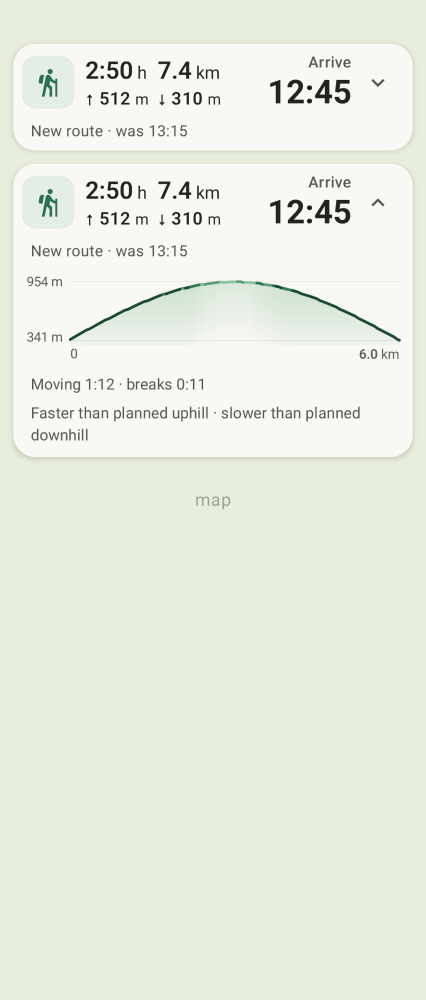 2:50 h 7.4 km
↑ 512 m ↓ 310 m
Arrive
12:45
New route · was 13:15
2:50 h 7.4 km
↑ 512 m ↓ 310 m
Arrive
12:45
New route · was 13:15
954 m
341 m
0
6.0 km
Moving 1:12 · breaks 0:11
Faster than planned uphill · slower than planned
downhill
map